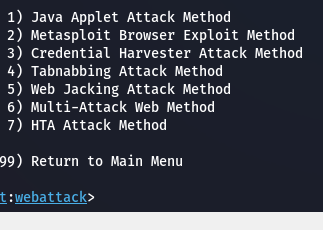 1) Java Applet Attack Method
2) Metasploit Browser Exploit Method
3) Credential Harvester Attack Method
4) Tabnabbing Attack Method
5) Web Jacking Attack Method
6) Multi-Attack Web Method
7) HTA Attack Method
99) Return to Main Menu
t:webattack>